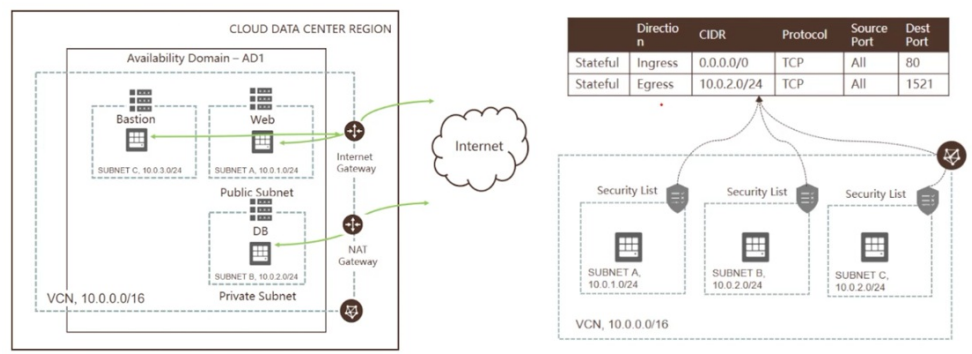 CLOUD DATA CENTER REGION
Availability Domain – AD1
Bastion
Web
SUBNET C, 10.0.3.0/24
SUBNET A, 10.0.1.0/24
Internet
Gateway
Public Subnet
DB
SUBNET B, 10.0.2.0/24
NAT
Gateway
VCN, 10.0.0.0/16
Private Subnet
Internet
Directio
n
CIDR
Protocol
Source
Port
Dest
Port
Stateful Ingress 0.0.0.0/0 TCP All 80
Stateful Egress 10.0.2.0/24 TCP All 1521
Security List
Security List
Security List
SUBNET A,
10.0.1.0/24
SUBNET B,
10.0.2.0/24
SUBNET C,
10.0.2.0/24
VCN, 10.0.0.0/16